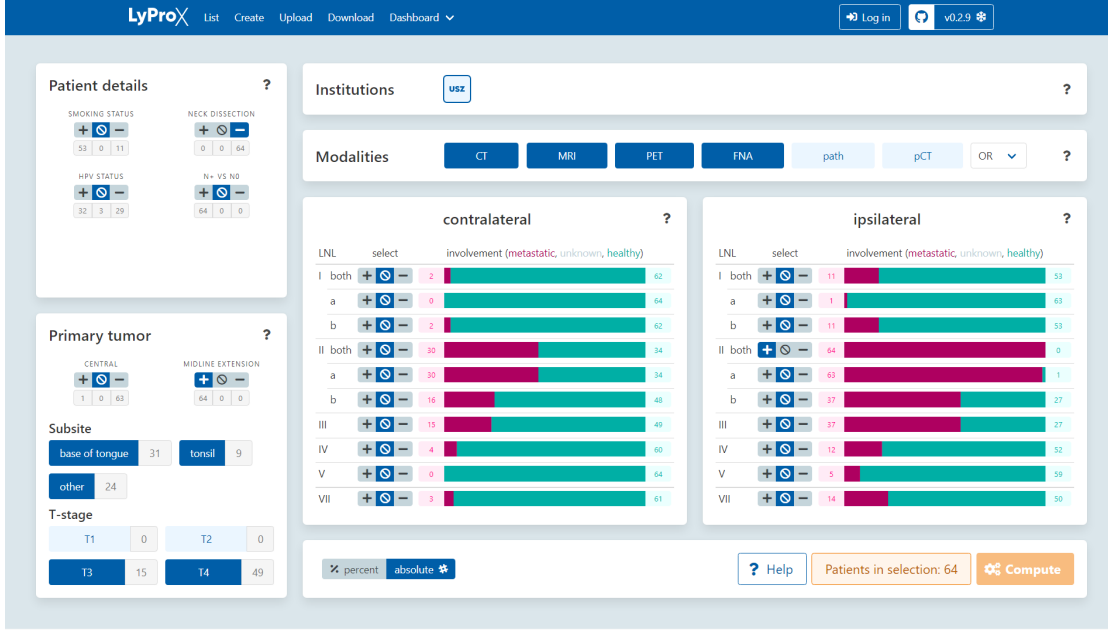 LyProX List Create Upload Download Dashboard Log in v0.2.9
Patient details ?
SMOKING STATUS NECK DISSECTION
+ −
+ −
53 0 11
0 0 64
HPV STATUS N+ VS N0
+ −
+ −
32 3 29
64 0 0
Primary tumor ?
CENTRAL MIDLINE EXTENSION
+ −
+ −
1 0 63
64 0 0
Subsite
base of tongue 31 tonsil 9
other 24
T-stage
T1 0 T2 0
T3 15 T4 49
Institutions USZ ?
Modalities CT MRI PET FNA path pCT OR ?
contralateral ?
LNL select involvement (metastatic, unknown, healthy)
I both + − 2 62
a + − 0 64
b + − 2 62
II both + − 30 34
a + − 30 34
b + − 16 48
III + − 15 49
IV + − 4 60
V + − 0 64
VII + − 3 61
ipsilateral ?
LNL select involvement (metastatic, unknown, healthy)
I both + − 11 53
a + − 1 63
b + − 11 53
II both + − 64 0
a + − 63 1
b + − 37 27
III + − 37 27
IV + − 12 52
V + − 5 59
VII + − 14 50
% percent absolute ? Help Patients in selection: 64 Compute